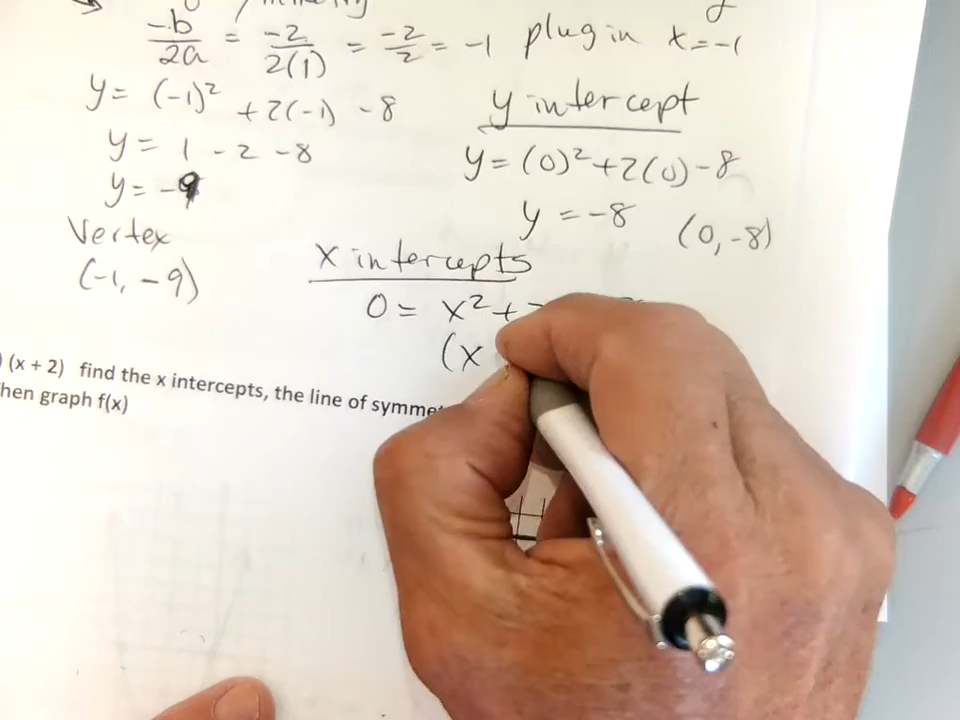 -b/2a = -2/2(1) = -2/2 = -1 plug in x=-1
y= (-1)² +2(-1) -8
y= 1 -2 -8
y= -9
Vertex
(-1, -9)
y intercept
y=(0)²+2(0)-8
y =-8 (0,-8)
x intercepts
0= x²+
(x
(x + 2) find the x intercepts, the line of
hen graph f(x)